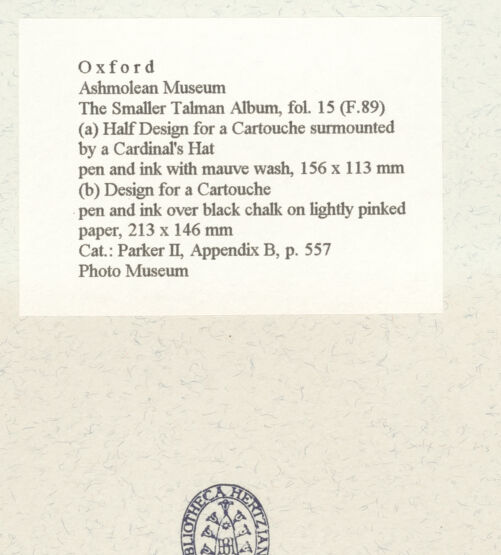 Oxford
Ashmolean Museum
The Smaller Talman Album, fol. 15 (F.89)
(a) Half Design for a Cartouche surmounted
by a Cardinal's Hat
pen and ink with mauve wash, 156 x 113 mm
(b) Design for a Cartouche
pen and ink over black chalk on lightly pinked
paper, 213 x 146 mm
Cat.: Parker II, Appendix B, p. 557
Photo Museum
BIBLIOTHECA HERTZIAN